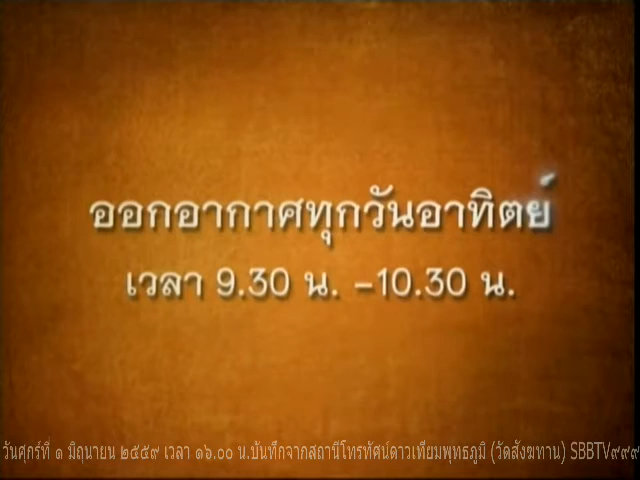 ออกอากาศทุกวันอาทิตย์
เวลา 9.30 น. -10.30 น.
วันศุกร์ที่ ๑ มิถุนายน ๒๕๕๙ เวลา ๑๖.๐๐ น.บันทึกจากสถานีโทรทัศน์ดาวเทียมพุทธภูมิ (วัดสังฆทาน) SBBTV๙๙๙